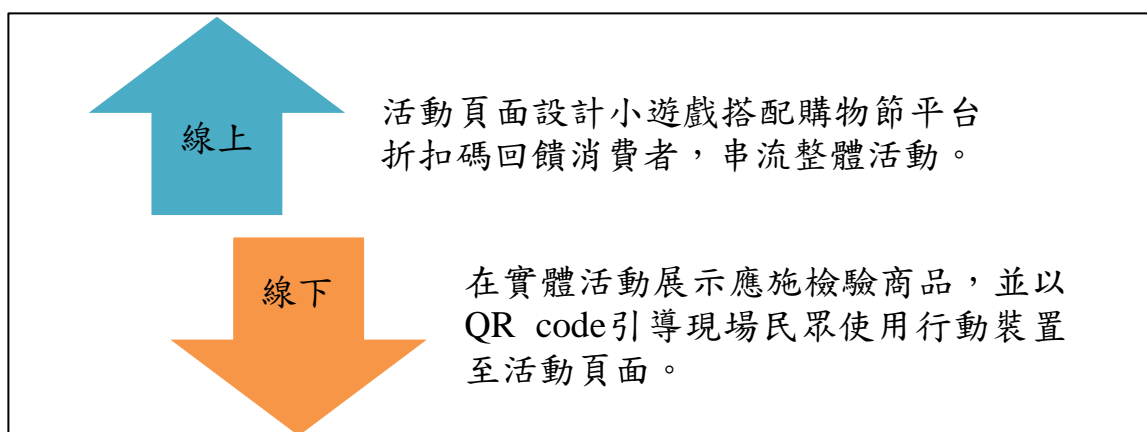 線上
活動頁面設計小遊戲搭配購物節平台
折扣碼回饋消費者，串流整體活動。
線下
在實體活動展示應施檢驗商品，並以
QR code引導現場民眾使用行動裝置
至活動頁面。